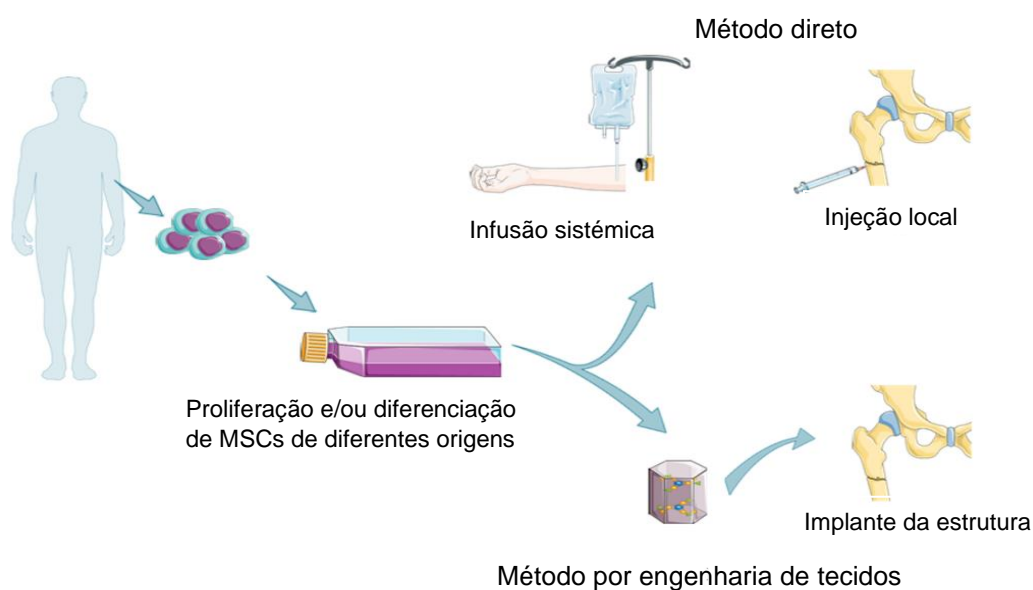 Método direto
Infusão sistémica
Injeção local
Proliferação e/ou diferenciação
de MSCs de diferentes origens
Implante da estrutura
Método por engenharia de tecidos